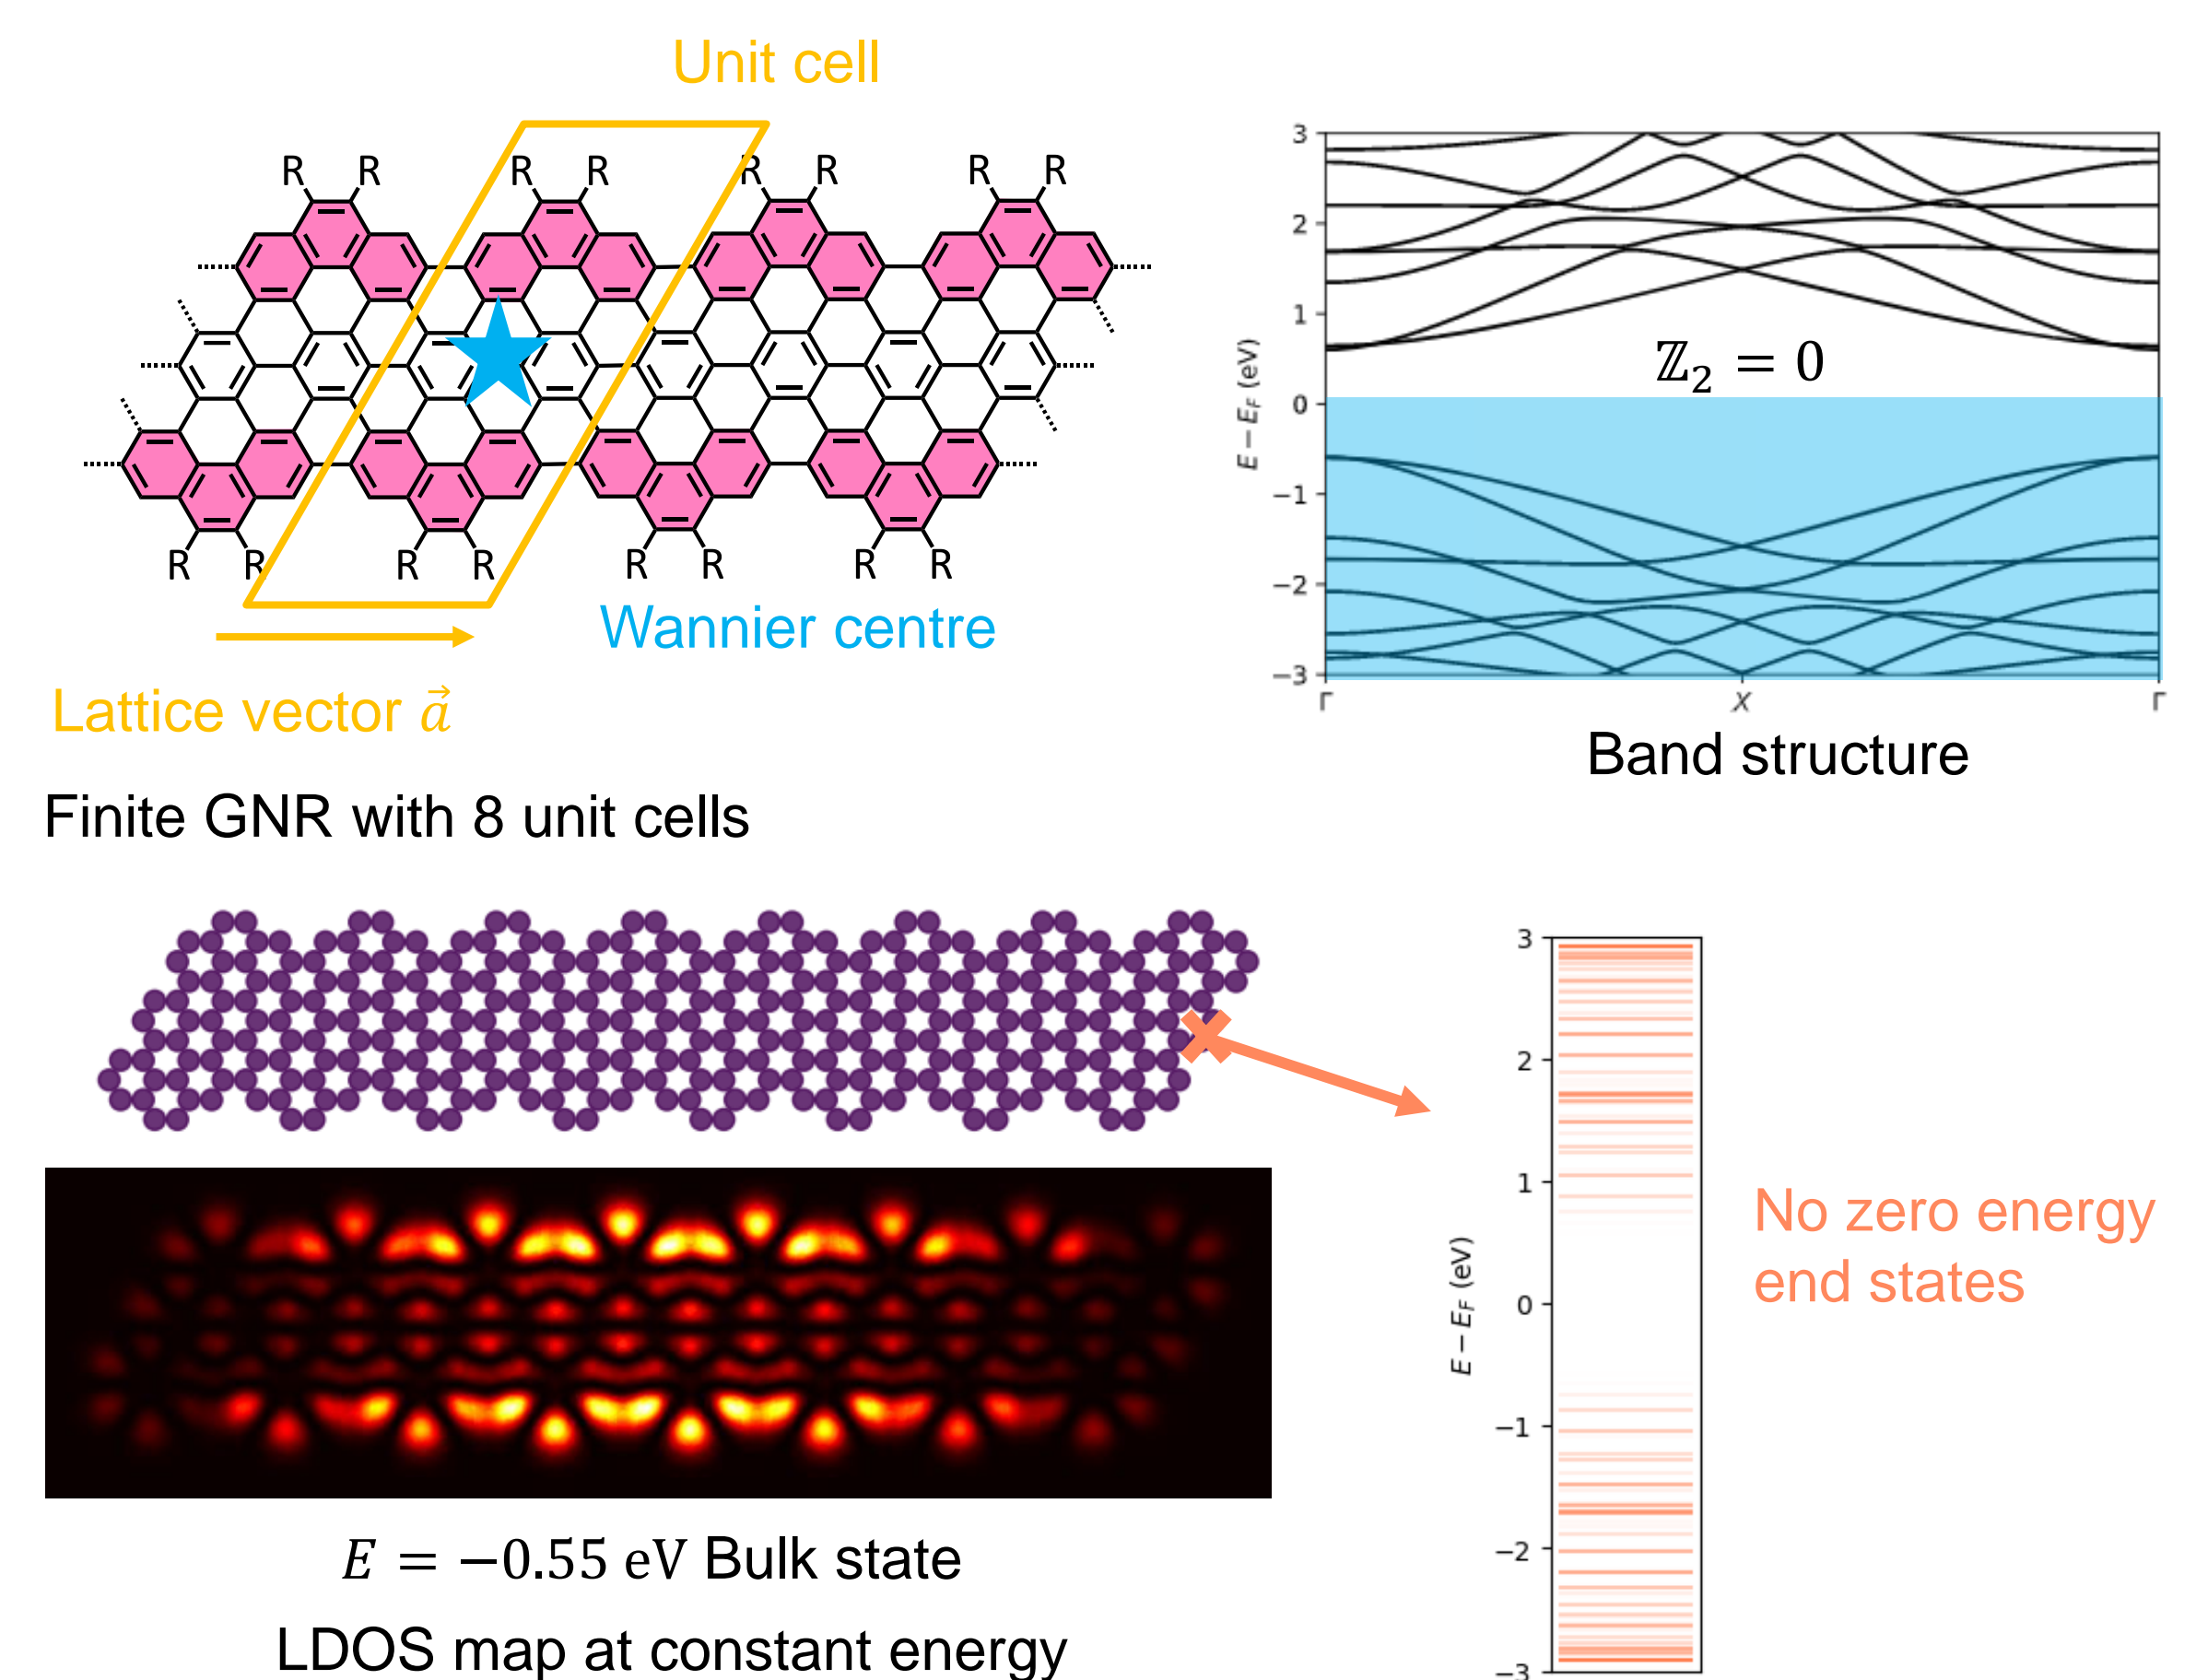 Unit cell
R R R R R R R R
R R R R R R R R
Wannier centre
Lattice vector a⃗
3
2
1
0
−1
−2
−3
E − E_F (eV)
ℤ₂ = 0
Γ X Γ
Band structure
Finite GNR with 8 unit cells
3
2
1
0
−1
−2
−3
E − E_F (eV)
No zero energy
end states
E = −0.55 eV Bulk state
LDOS map at constant energy